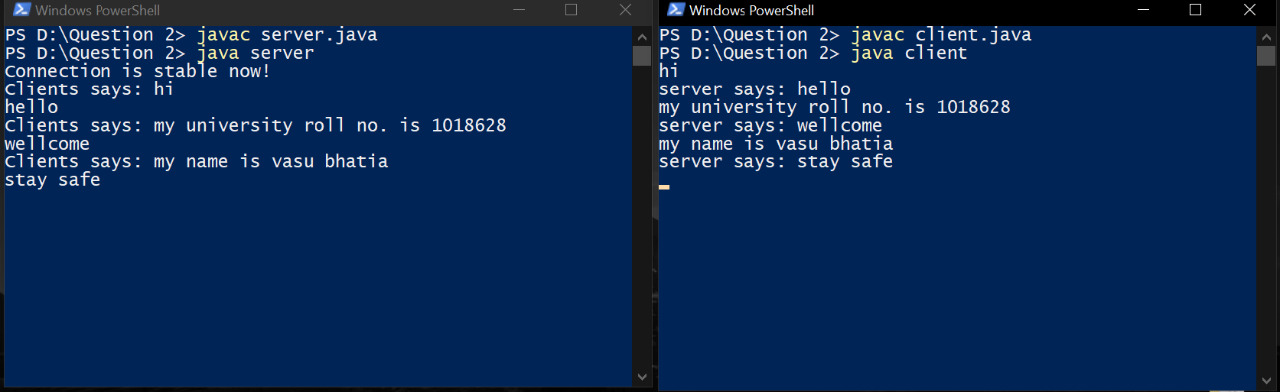 Windows PowerShell
PS D:\Question 2> javac server.java
PS D:\Question 2> java server
Connection is stable now!
Clients says: hi
hello
Clients says: my university roll no. is 1018628
wellcome
Clients says: my name is vasu bhatia
stay safe
Windows PowerShell
PS D:\Question 2> javac client.java
PS D:\Question 2> java client
hi
server says: hello
my university roll no. is 1018628
server says: wellcome
my name is vasu bhatia
server says: stay safe